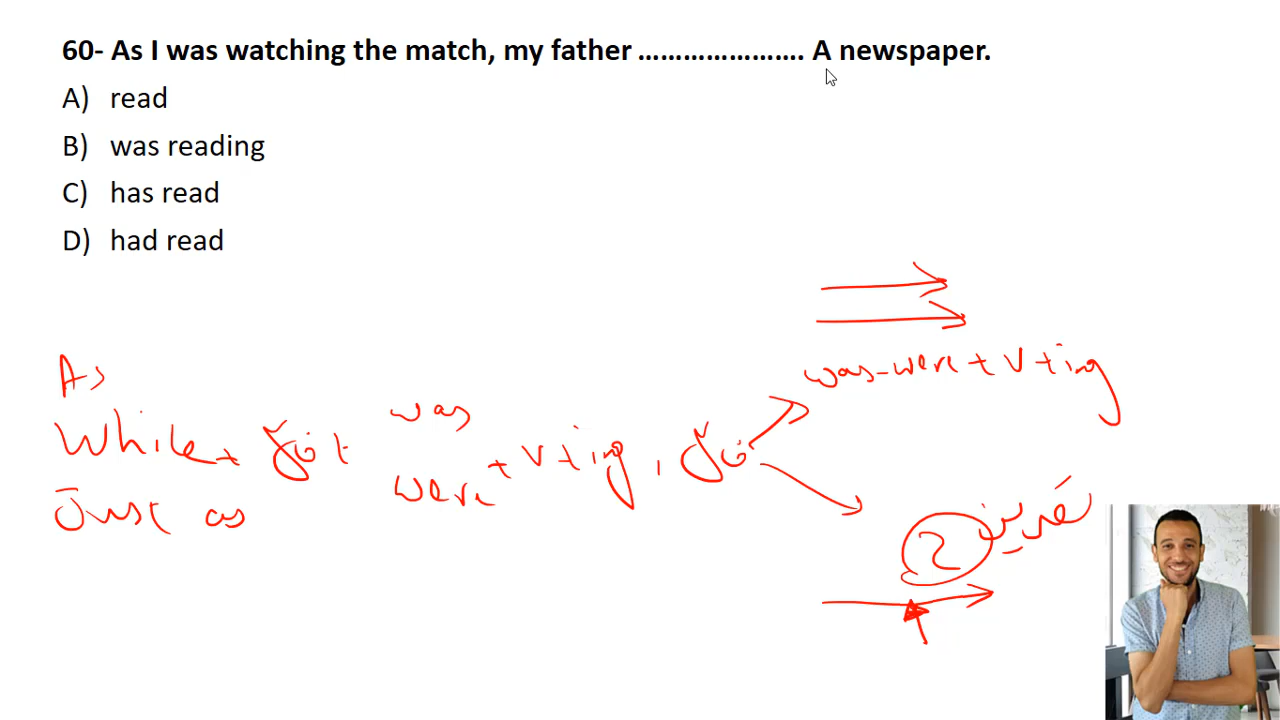 60- As I was watching the match, my father …………………. A newspaper.
A) read
B) was reading
C) has read
D) had read
was-were + V + ing
As
was
While + فاعل + V + ing, فاعل
were
Just as
2